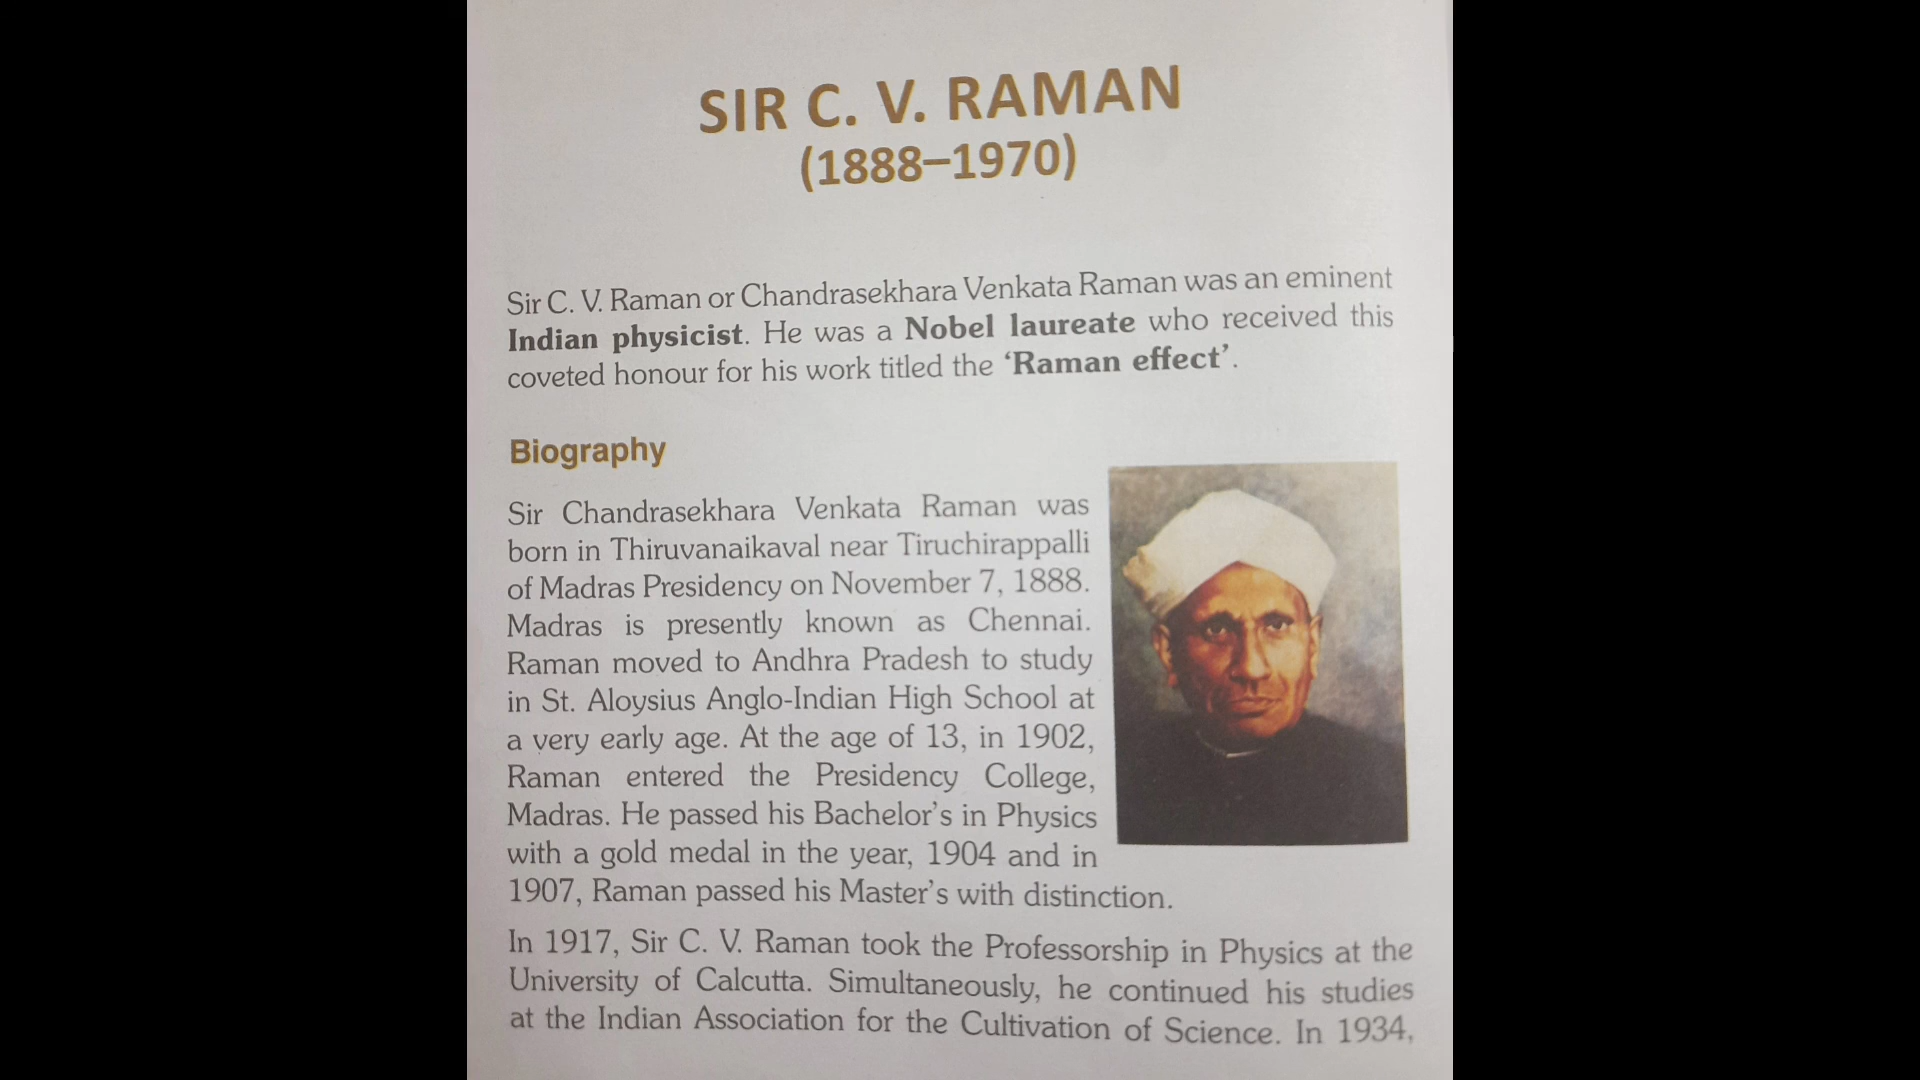 SIR C. V. RAMAN
(1888–1970)
Sir C. V. Raman or Chandrasekhara Venkata Raman was an eminent
Indian physicist. He was a Nobel laureate who received this
coveted honour for his work titled the ‘Raman effect’.
Biography
Sir Chandrasekhara Venkata Raman was
born in Thiruvanaikaval near Tiruchirappalli
of Madras Presidency on November 7, 1888.
Madras is presently known as Chennai.
Raman moved to Andhra Pradesh to study
in St. Aloysius Anglo-Indian High School at
a very early age. At the age of 13, in 1902,
Raman entered the Presidency College,
Madras. He passed his Bachelor’s in Physics
with a gold medal in the year, 1904 and in
1907, Raman passed his Master’s with distinction.
In 1917, Sir C. V. Raman took the Professorship in Physics at the
University of Calcutta. Simultaneously, he continued his studies
at the Indian Association for the Cultivation of Science. In 1934,